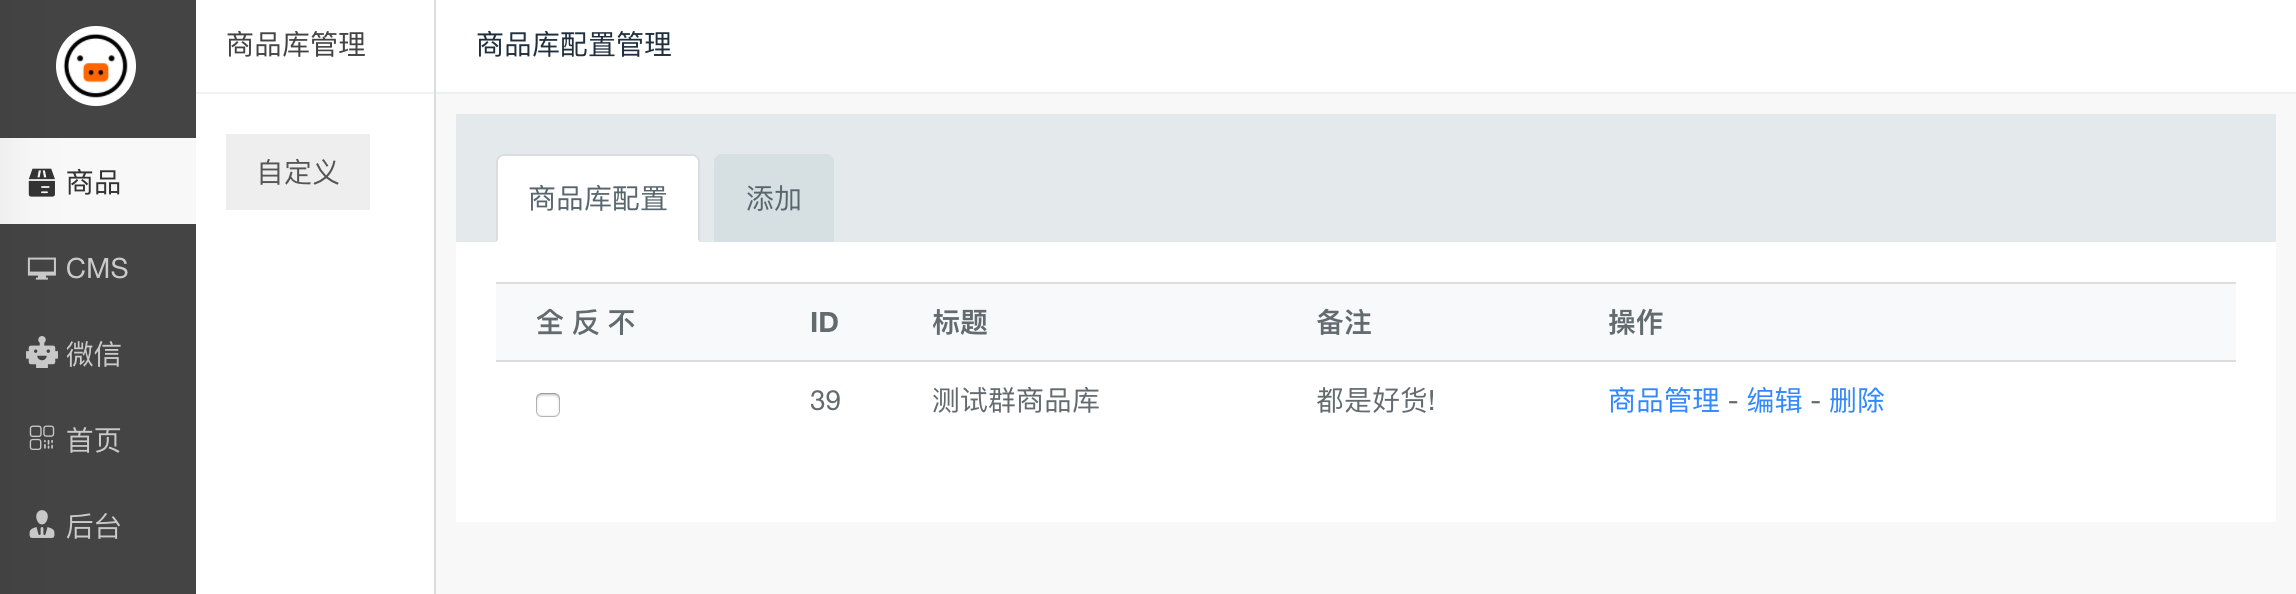 商品
CMS
微信
首页
后台
商品库管理
自定义
商品库配置管理
商品库配置 添加
全 反 不 ID 标题 备注 操作
39 测试群商品库 都是好货! 商品管理 - 编辑 - 删除